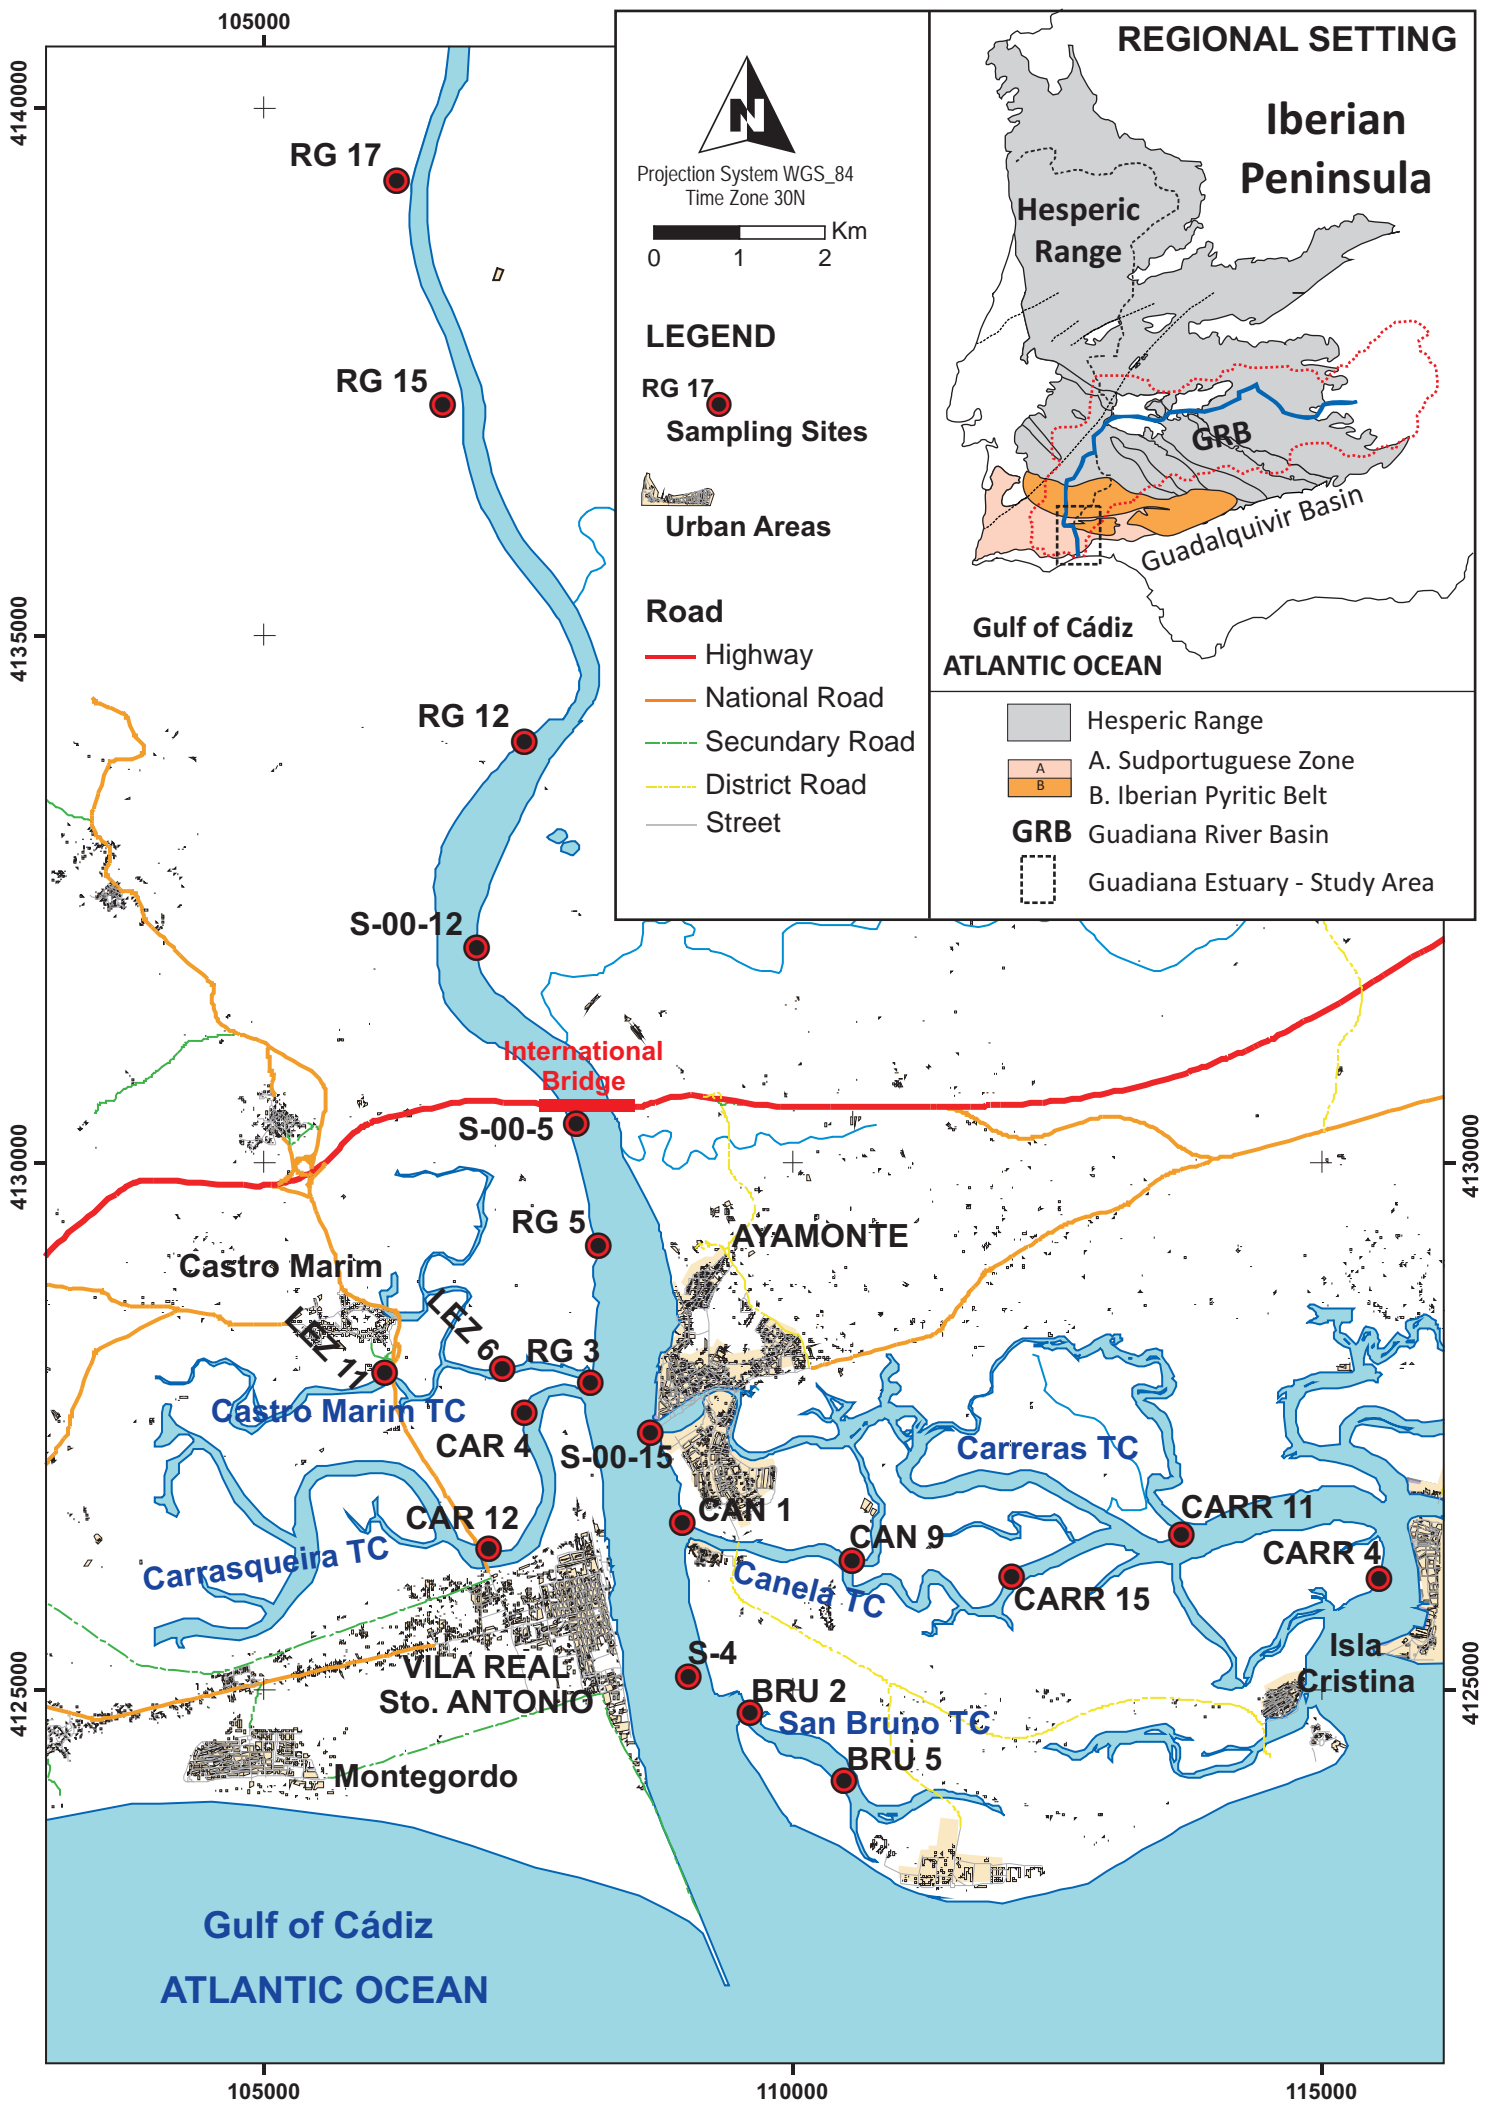 105000
4140000
4135000
4130000
4125000
RG 17
RG 15
RG 12
S-00-12
International
Bridge
S-00-5
RG 5
AYAMONTE
Castro Marim
LEZ 11
LEZ 6
RG 3
Castro Marim TC
CAR 4
S-00-15
Carreras TC
CAR 12
CAN 1
CARR 11
CAN 9
CARR 4
Carrasqueira TC
Canela TC
CARR 15
VILA REAL
Sto. ANTONIO
S-4
BRU 2
San Bruno TC
Isla
Cristina
BRU 5
Montegordo
Gulf of Cádiz
ATLANTIC OCEAN
4130000
4125000
105000
110000
115000
N
Projection System WGS_84
Time Zone 30N
Km
0 1 2
LEGEND
RG 17
Sampling Sites
Urban Areas
Road
Highway
National Road
Secundary Road
District Road
Street
REGIONAL SETTING
Iberian
Peninsula
Hesperic
Range
GRB
Guadalquivir Basin
Gulf of Cádiz
ATLANTIC OCEAN
Hesperic Range
A
A. Sudportuguese Zone
B
B. Iberian Pyritic Belt
GRB Guadiana River Basin
Guadiana Estuary - Study Area